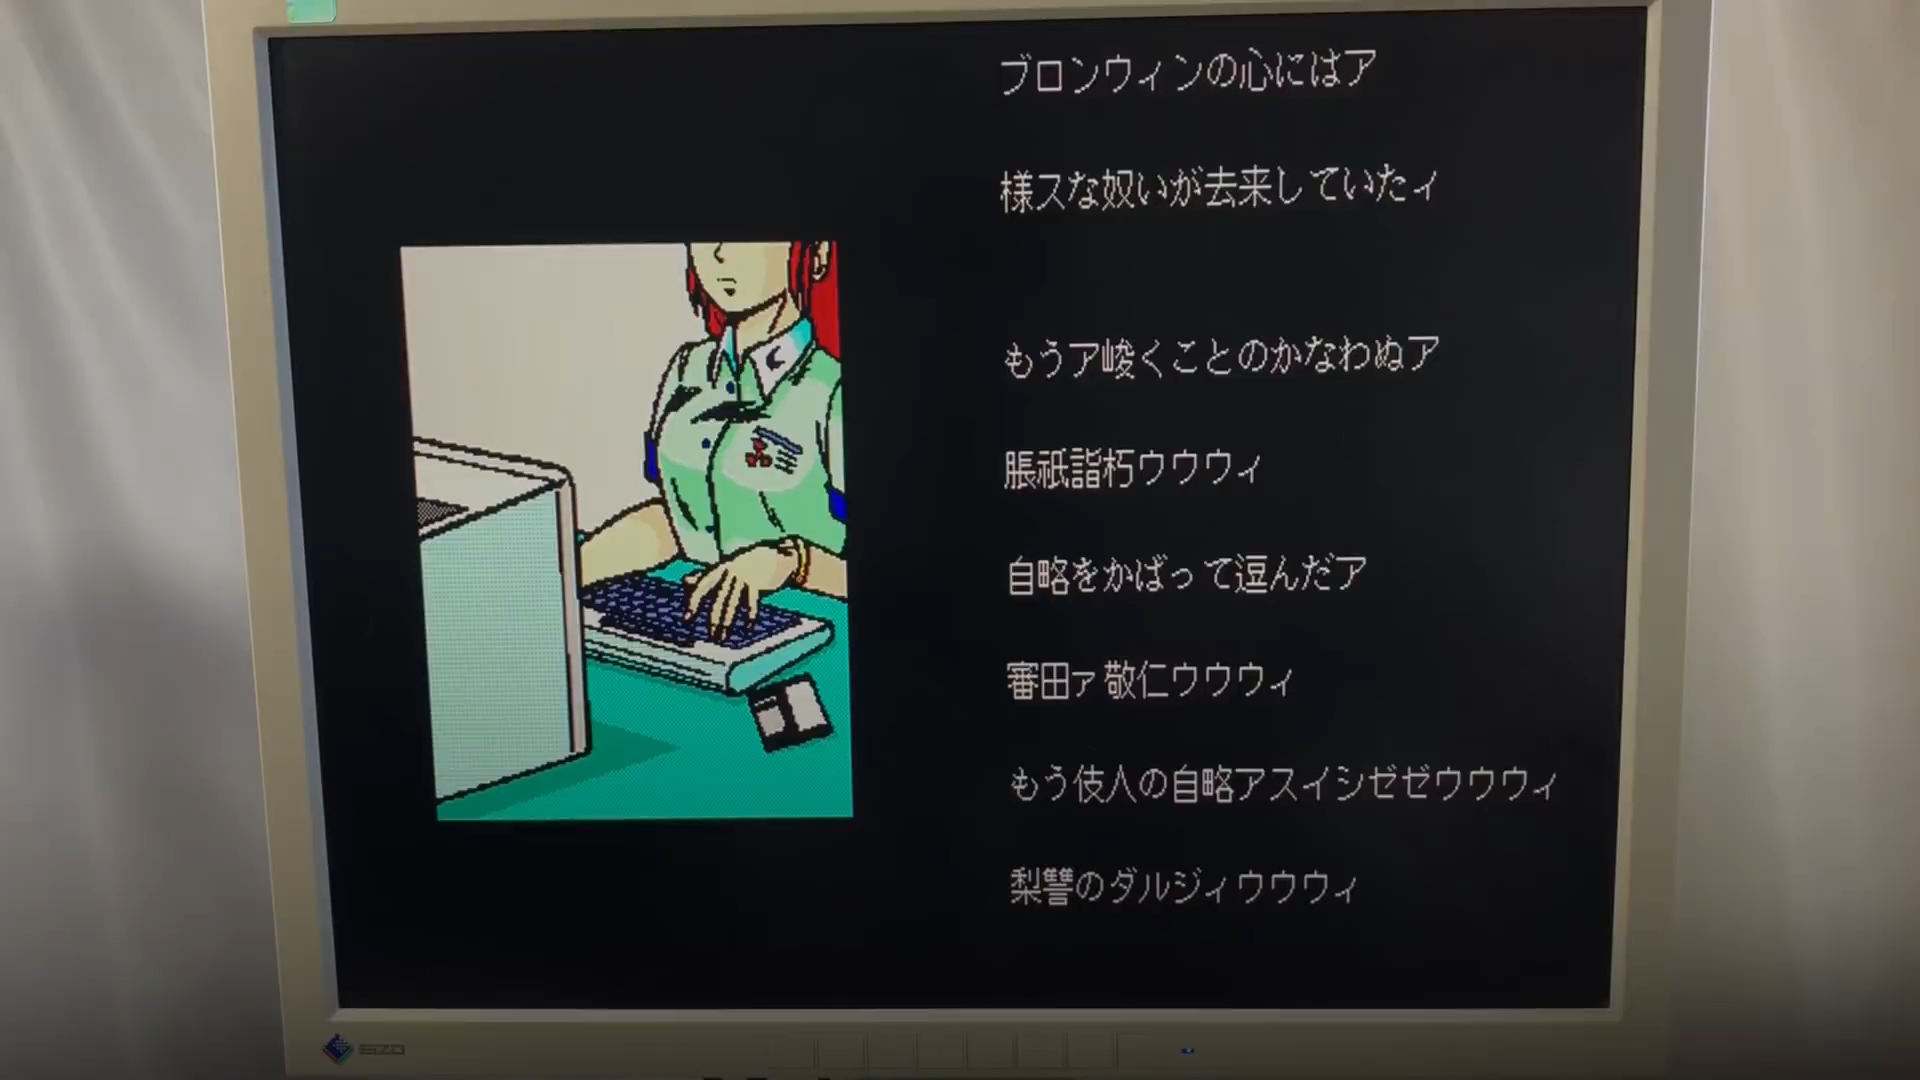 ブロンウィンの心にはア
様スな奴いが去来していたィ
もうア峻くことのかなわぬア
脹祇詣朽ウウウィ
自略をかばって逗んだア
審田ァ敬仁ウウウィ
もう伎人の自略アスイシゼゼウウウィ
梨讐のダルジィウウウィ